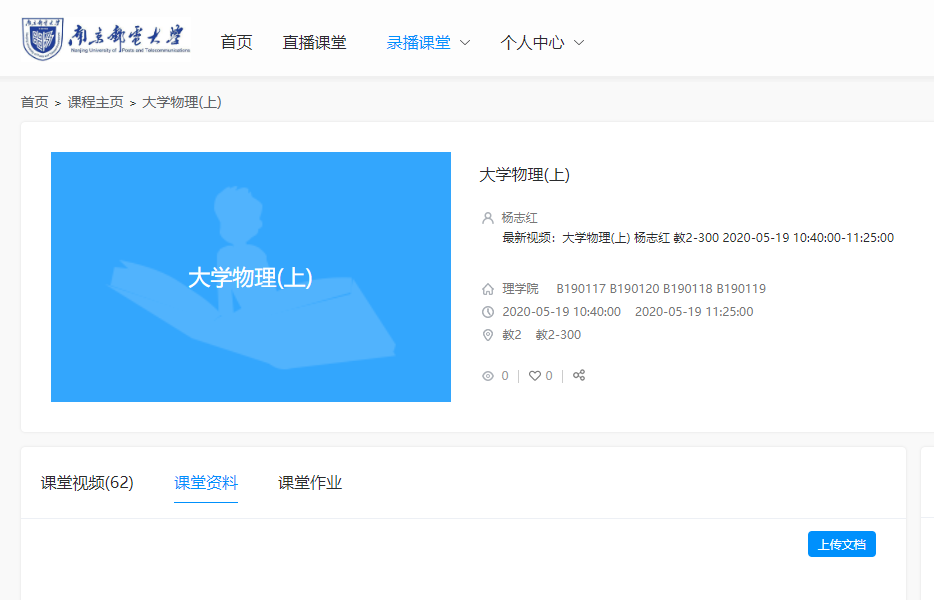 南京邮电大学
Nanjing University of Posts and Telecommunications
首页 直播课堂 录播课堂 个人中心
首页 > 课程主页 > 大学物理(上)
大学物理(上)
大学物理(上)
杨志红
最新视频：大学物理(上) 杨志红 教2-300 2020-05-19 10:40:00-11:25:00
理学院 B190117 B190120 B190118 B190119
2020-05-19 10:40:00 2020-05-19 11:25:00
教2 教2-300
0 | 0 |
课堂视频(62) 课堂资料 课堂作业
上传文档